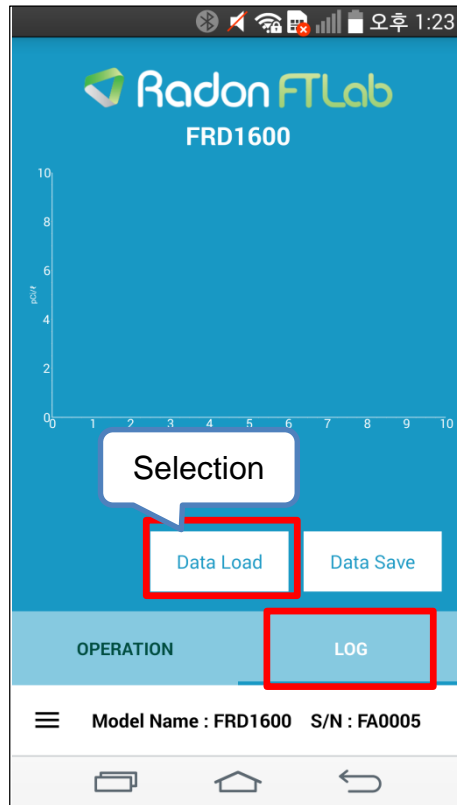 오후 1:23
Radon FTLab
FRD1600
10
8
6
4
2
0
pCi/ℓ
0 1 2 3 4 5 6 7 8 9 10
Selection
Data Load
Data Save
OPERATION
LOG
Model Name : FRD1600 S/N : FA0005